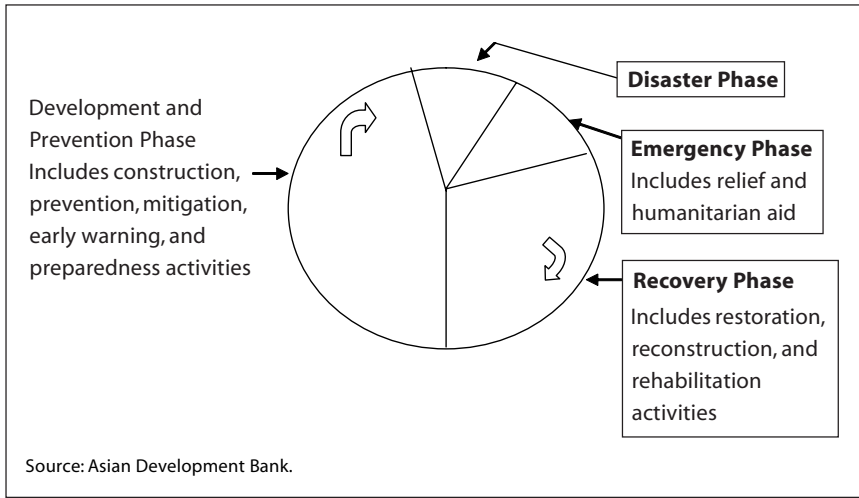 Development and
Prevention Phase
Includes construction,
prevention, mitigation,
early warning, and
preparedness activities
Disaster Phase
Emergency Phase
Includes relief and
humanitarian aid
Recovery Phase
Includes restoration,
reconstruction, and
rehabilitation
activities
Source: Asian Development Bank.